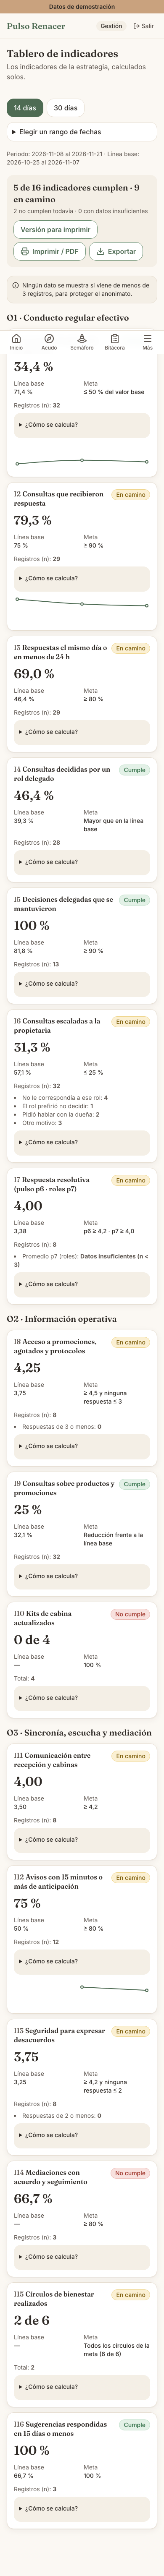 Datos de demostración
Pulso Renacer
Gestión
Salir
Tablero de indicadores
Los indicadores de la estrategia, calculados
solos.
14 días
30 días
Elegir un rango de fechas
Periodo: 2026-11-08 al 2026-11-21 · Línea base:
2026-10-25 al 2026-11-07
5 de 16 indicadores cumplen · 9
en camino
2 no cumplen todavía · 0 con datos insuficientes
Versión para imprimir
Imprimir / PDF
Exportar
Ningún dato se muestra si viene de menos de
3 registros, para proteger el anonimato.
O1 · Conducto regular efectivo
Inicio
Acudo
Semáforo
Bitácora
Más
34,4 %
Línea base
Meta
71,4 %
≤ 50 % del valor base
Registros (n): 32
¿Cómo se calcula?
I2 Consultas que recibieron
respuesta
En camino
79,3 %
Línea base
Meta
75 %
≥ 90 %
Registros (n): 29
¿Cómo se calcula?
I3 Respuestas el mismo día o
en menos de 24 h
En camino
69,0 %
Línea base
Meta
46,4 %
≥ 80 %
Registros (n): 29
¿Cómo se calcula?
I4 Consultas decididas por un
rol delegado
Cumple
46,4 %
Línea base
Meta
39,3 %
Mayor que en la línea
base
Registros (n): 28
¿Cómo se calcula?
I5 Decisiones delegadas que se
mantuvieron
Cumple
100 %
Línea base
Meta
81,8 %
≥ 90 %
Registros (n): 13
¿Cómo se calcula?
I6 Consultas escaladas a la
propietaria
En camino
31,3 %
Línea base
Meta
57,1 %
≤ 25 %
Registros (n): 32
No le correspondía a ese rol: 4
El rol prefirió no decidir: 1
Pidió hablar con la dueña: 2
Otro motivo: 3
¿Cómo se calcula?
I7 Respuesta resolutiva
(pulso p6 · roles p7)
En camino
4,00
Línea base
Meta
3,38
p6 ≥ 4,2 · p7 ≥ 4,0
Registros (n): 8
Promedio p7 (roles): Datos insuficientes (n <
3)
¿Cómo se calcula?
O2 · Información operativa
I8 Acceso a promociones,
agotados y protocolos
En camino
4,25
Línea base
Meta
3,75
≥ 4,5 y ninguna
respuesta ≤ 3
Registros (n): 8
Respuestas de 3 o menos: 0
¿Cómo se calcula?
I9 Consultas sobre productos y
promociones
Cumple
25 %
Línea base
Meta
32,1 %
Reducción frente a la
línea base
Registros (n): 32
¿Cómo se calcula?
I10 Kits de cabina
actualizados
No cumple
0 de 4
Línea base
Meta
—
100 %
Total: 4
¿Cómo se calcula?
O3 · Sincronía, escucha y mediación
I11 Comunicación entre
recepción y cabinas
En camino
4,00
Línea base
Meta
3,50
≥ 4,2
Registros (n): 8
¿Cómo se calcula?
I12 Avisos con 15 minutos o
más de anticipación
En camino
75 %
Línea base
Meta
50 %
≥ 80 %
Registros (n): 12
¿Cómo se calcula?
I13 Seguridad para expresar
desacuerdos
En camino
3,75
Línea base
Meta
3,25
≥ 4,2 y ninguna
respuesta ≤ 2
Registros (n): 8
Respuestas de 2 o menos: 0
¿Cómo se calcula?
I14 Mediaciones con
acuerdo y seguimiento
No cumple
66,7 %
Línea base
Meta
—
≥ 80 %
Registros (n): 3
¿Cómo se calcula?
I15 Círculos de bienestar
realizados
En camino
2 de 6
Línea base
Meta
—
Todos los círculos de la
meta (6 de 6)
Total: 2
¿Cómo se calcula?
I16 Sugerencias respondidas
en 15 días o menos
Cumple
100 %
Línea base
Meta
66,7 %
100 %
Registros (n): 3
¿Cómo se calcula?